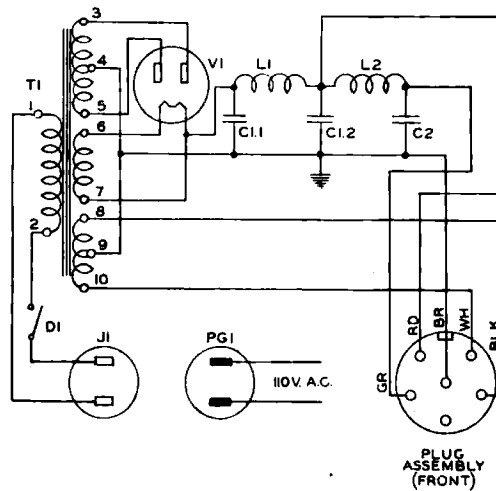 3
V1
L1
L2
4
T1
1
5
C1.1
C1.2
C2
6
7
2
8
9
10
D1
J1
PG1
RD
BR
WH
BLK
GR
110V. A.C.
PLUG
ASSEMBLY
(FRONT)